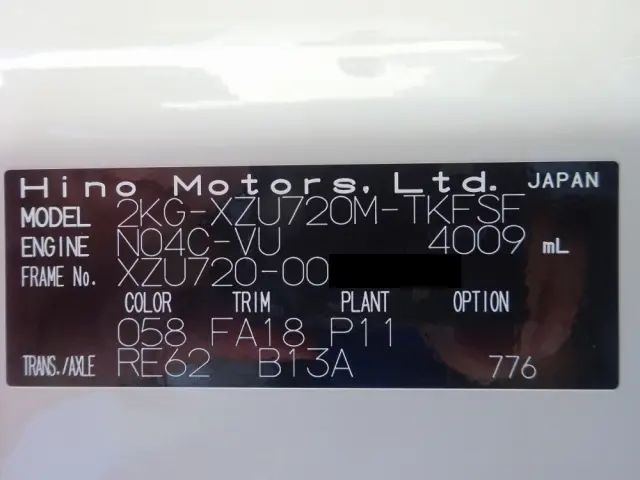 Hino Motors, Ltd. JAPAN
MODEL 2KG-XZU720M-TKFSF
ENGINE N04C-VU 4009 mL
FRAME No. XZU720-00
COLOR TRIM PLANT OPTION
058 FA18 P11
TRANS./AXLE RE62 B13A 776